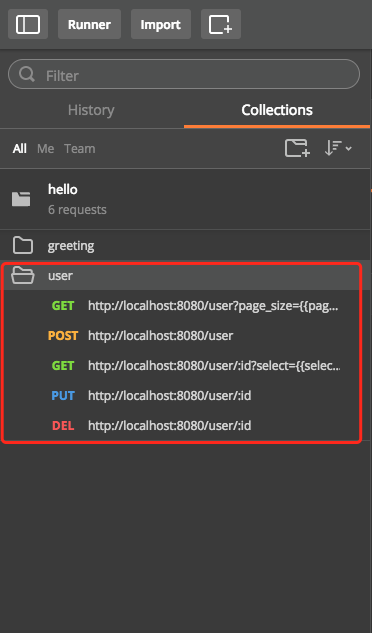 Runner Import
Filter
History Collections
All Me Team
hello
6 requests
greeting
user
GET http://localhost:8080/user?page_size={{pag...
POST http://localhost:8080/user
GET http://localhost:8080/user/:id?select={{selec...
PUT http://localhost:8080/user/:id
DEL http://localhost:8080/user/:id